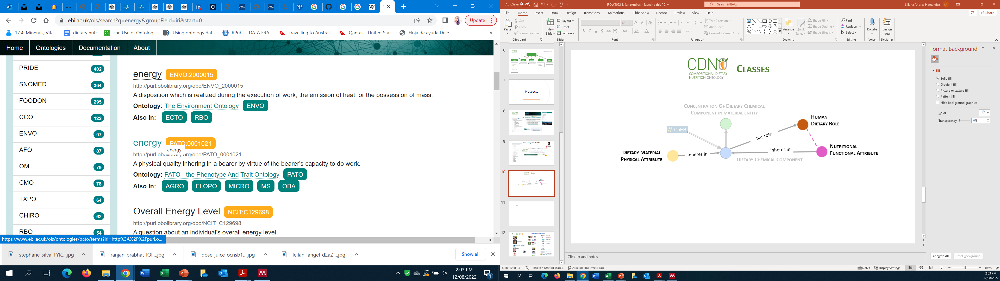 ebi.ac.uk/ols/search?q=energy&groupField=iri&start=0
Update
17.4: Minerals, Vita...
dietary nutr
The Use of Ontolog...
Using ontology dat...
RPubs - DATA FRA...
Travelling to Austral...
Qantas - United Sta...
Hoja de ayuda Dele...
»
Home
Ontologies
Documentation
About
PRIDE 402
SNOMED 364
FOODON 295
CCO 122
ENVO 97
AFO 87
OM 79
CMO 78
TXPO 64
CHIRO 62
RBO 54
energy ENVO:2000015
http://purl.obolibrary.org/obo/ENVO_2000015
A disposition which is realized during the execution of work, the emission of heat, or the possession of mass.
Ontology: The Environment Ontology ENVO
Also in: ECTO RBO
energy PATO:0001021
energy
http://purl.obolibrary.org/obo/PATO_0001021
A physical quality inhering in a bearer by virtue of the bearer's capacity to do work.
Ontology: PATO - the Phenotype And Trait Ontology PATO
Also in: AGRO FLOPO MICRO MS OBA
Overall Energy Level NCIT:C129698
http://purl.obolibrary.org/obo/NCIT_C129698
A question about an individual's overall energy level.
https://www.ebi.ac.uk/ols/ontologies/pato/terms?iri=http%3A%2F%2Fpurl.o...
stephane-silva-TYK....jpg
ranjan-prabhat-lOl....jpg
dose-juice-ocnsb1....jpg
leilani-angel-d2aZ....jpg
Show all
2:03 PM
12/08/2022
1
AutoSave Off
IFOW2022_LilianaAndres • Saved to this PC
Search (Alt+Q)
Liliana Andres Hernandez LA
File Home Insert Draw Design Transitions Animations Slide Show Record Review View Help
Share
Paste
Cut
Copy
Format Painter
Clipboard
New
Slide
Layout
Reset
Section
Slides
12
B I U S ab AV Aa A
Font
Text Direction
Align Text
Convert to SmartArt
Paragraph
Arrange
Quick
Styles
Shape Fill
Shape Outline
Shape Effects
Drawing
Find
Replace
Select
Editing
Dictate
Voice
Design
Ideas
Designer
6
7
Prospects
8
9
Secondary metabolites
10
11
12
CDNO
COMPOSITIONAL DIETARY
NUTRITION ONTOLOGY
CLASSES
CONCENTRATION OF DIETARY CHEMICAL
COMPONENT IN MATERIAL ENTITY
ChEBI
HUMAN
DIETARY ROLE
has role
DIETARY MATERIAL
PHYSICAL ATTRIBUTE
inheres in
inheres in
NUTRITIONAL
FUNCTIONAL ATTRIBUTE
DIETARY CHEMICAL COMPONENT
Format Background
Fill
Solid fill
Gradient fill
Picture or texture fill
Pattern fill
Hide background graphics
Color
Transparency 0%
Apply to All
Reset Background
Click to add notes
Slide 10 of 12
English (United States)
Accessibility: Investigate
Notes
Display Settings
104%
2:03 PM
12/08/2022